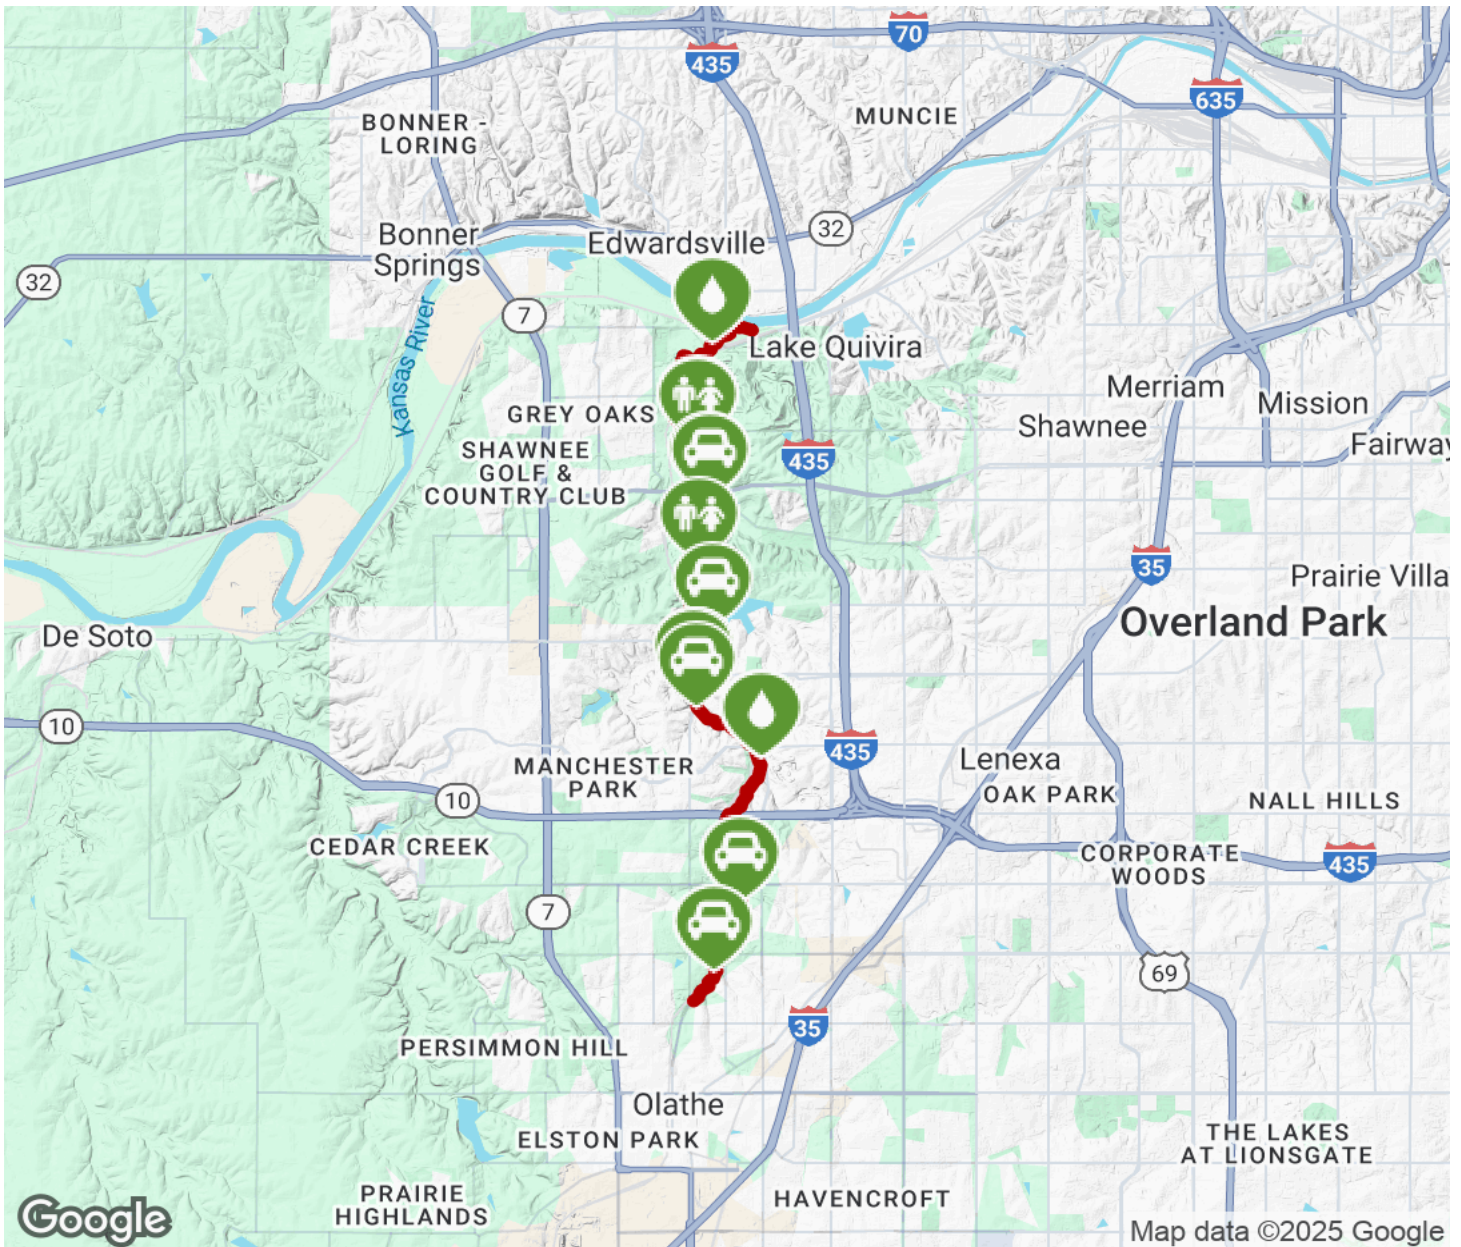 70
435
635
MUNCIE
BONNER -
LORING
32
Bonner
Springs
Edwardsville
32
7
Kansas River
Lake Quivira
Merriam
Mission
GREY OAKS
Shawnee
Fairway
SHAWNEE
GOLF &
COUNTRY CLUB
435
35
Prairie Villa
Overland Park
De Soto
10
435
Lenexa
MANCHESTER
PARK
OAK PARK
NALL HILLS
10
CEDAR CREEK
CORPORATE
WOODS
435
7
69
35
PERSIMMON HILL
Olathe
ELSTON PARK
THE LAKES
AT LIONSGATE
PRAIRIE
HIGHLANDS
HAVENCROFT
Google
Map data ©2025 Google